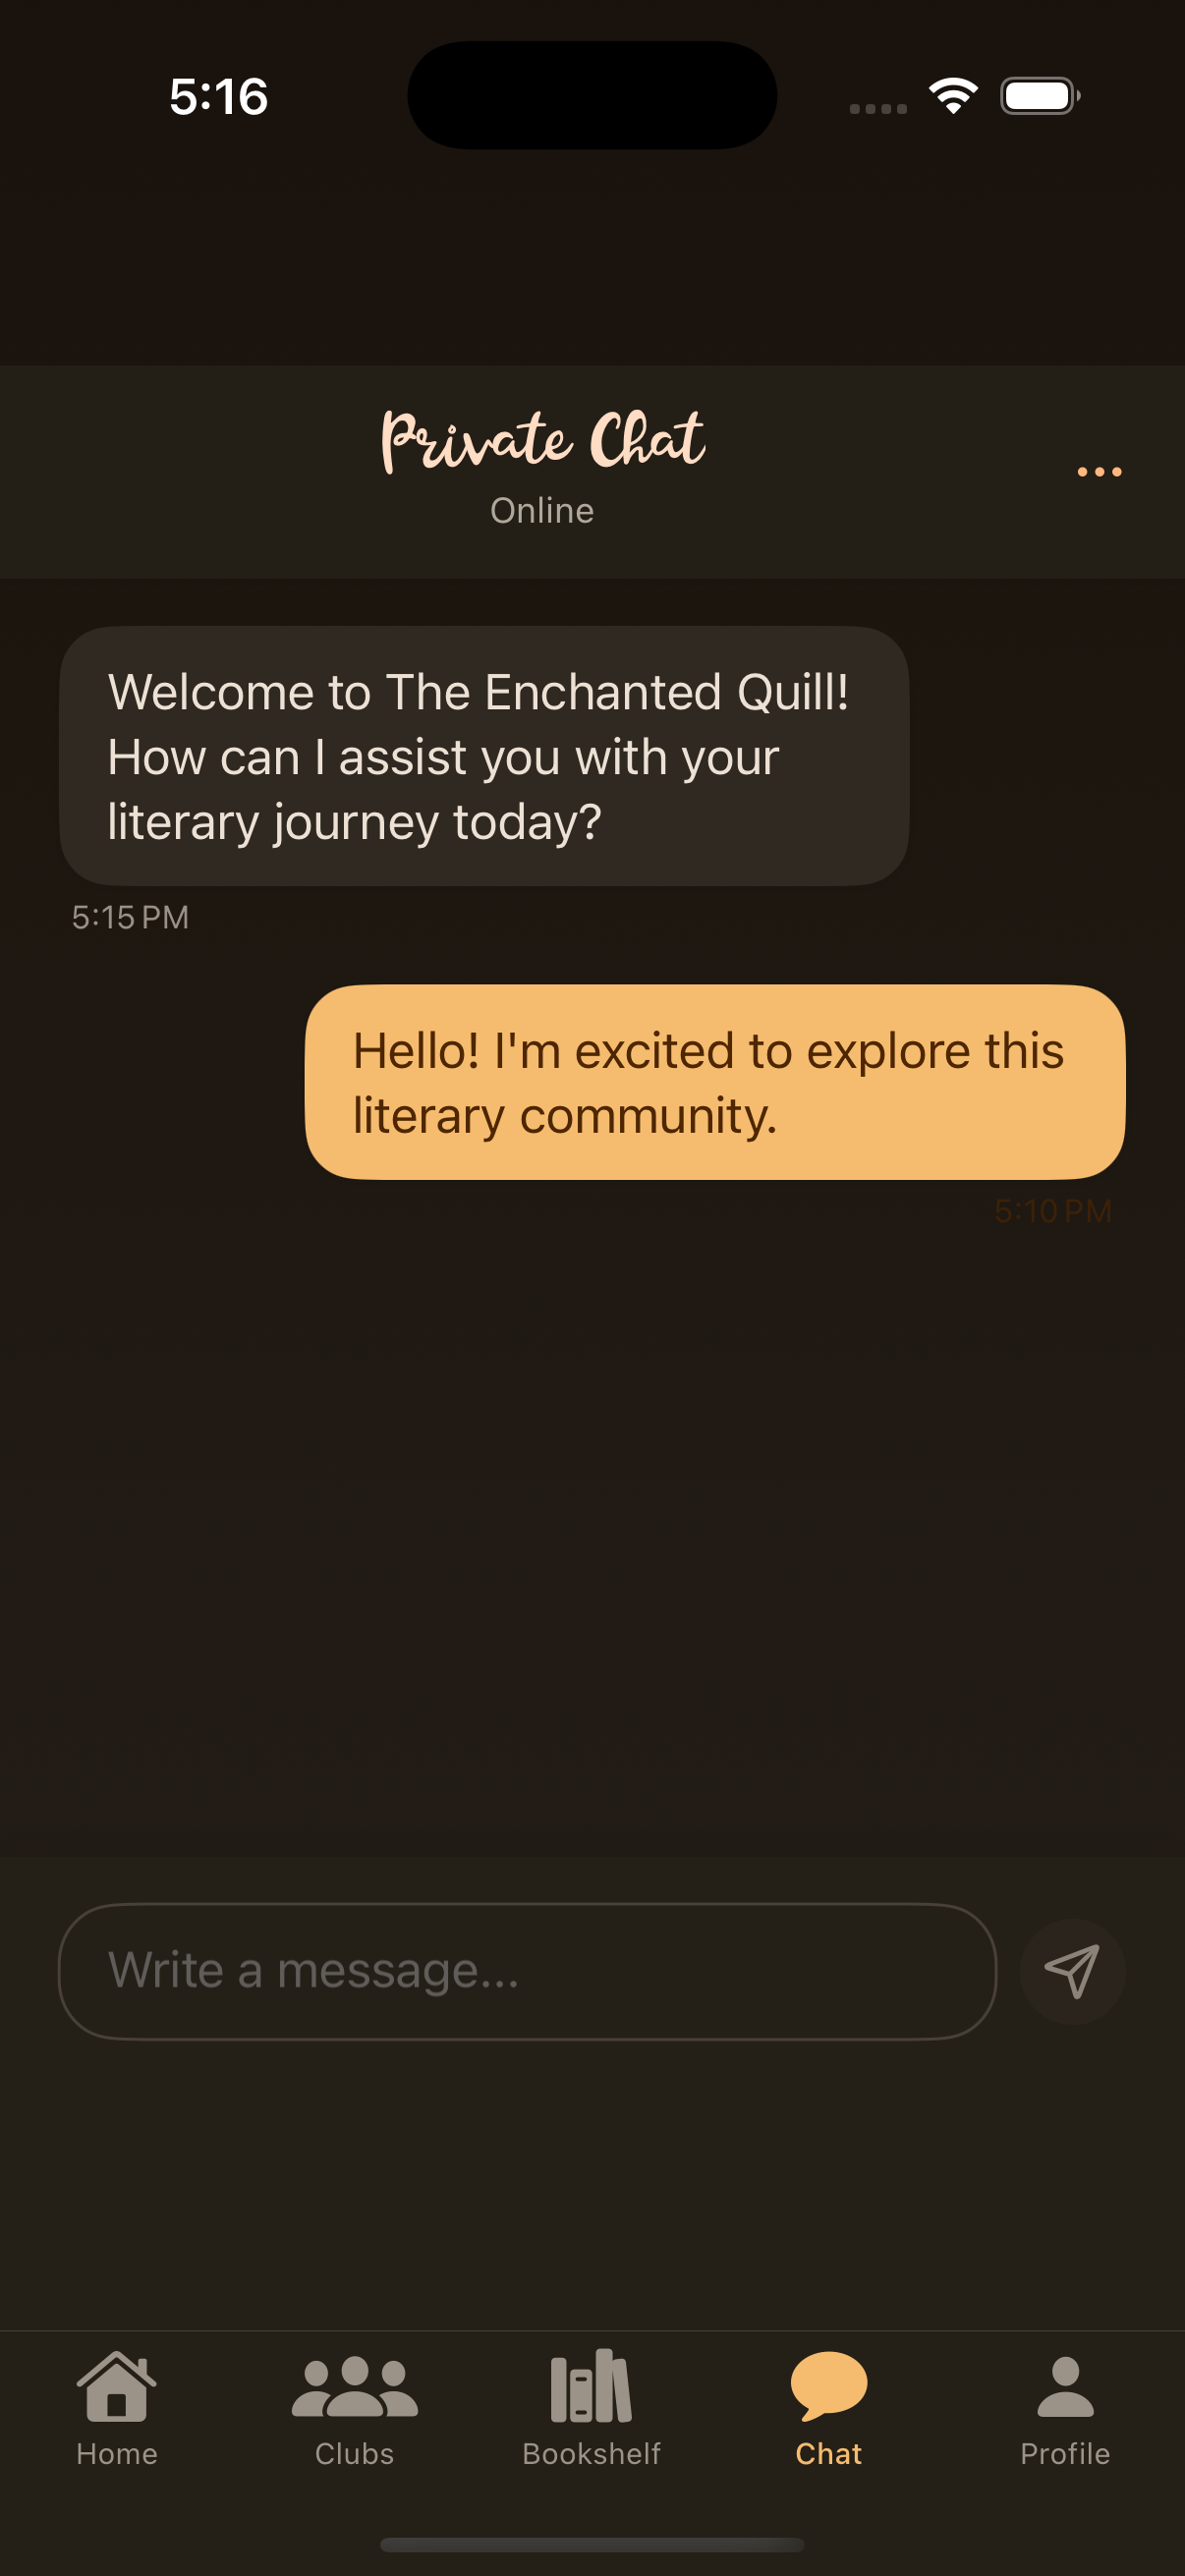 5:16
Private Chat
Online
Welcome to The Enchanted Quill!
How can I assist you with your
literary journey today?
5:15 PM
Hello! I'm excited to explore this
literary community.
5:10 PM
Write a message...
Home
Clubs
Bookshelf
Chat
Profile